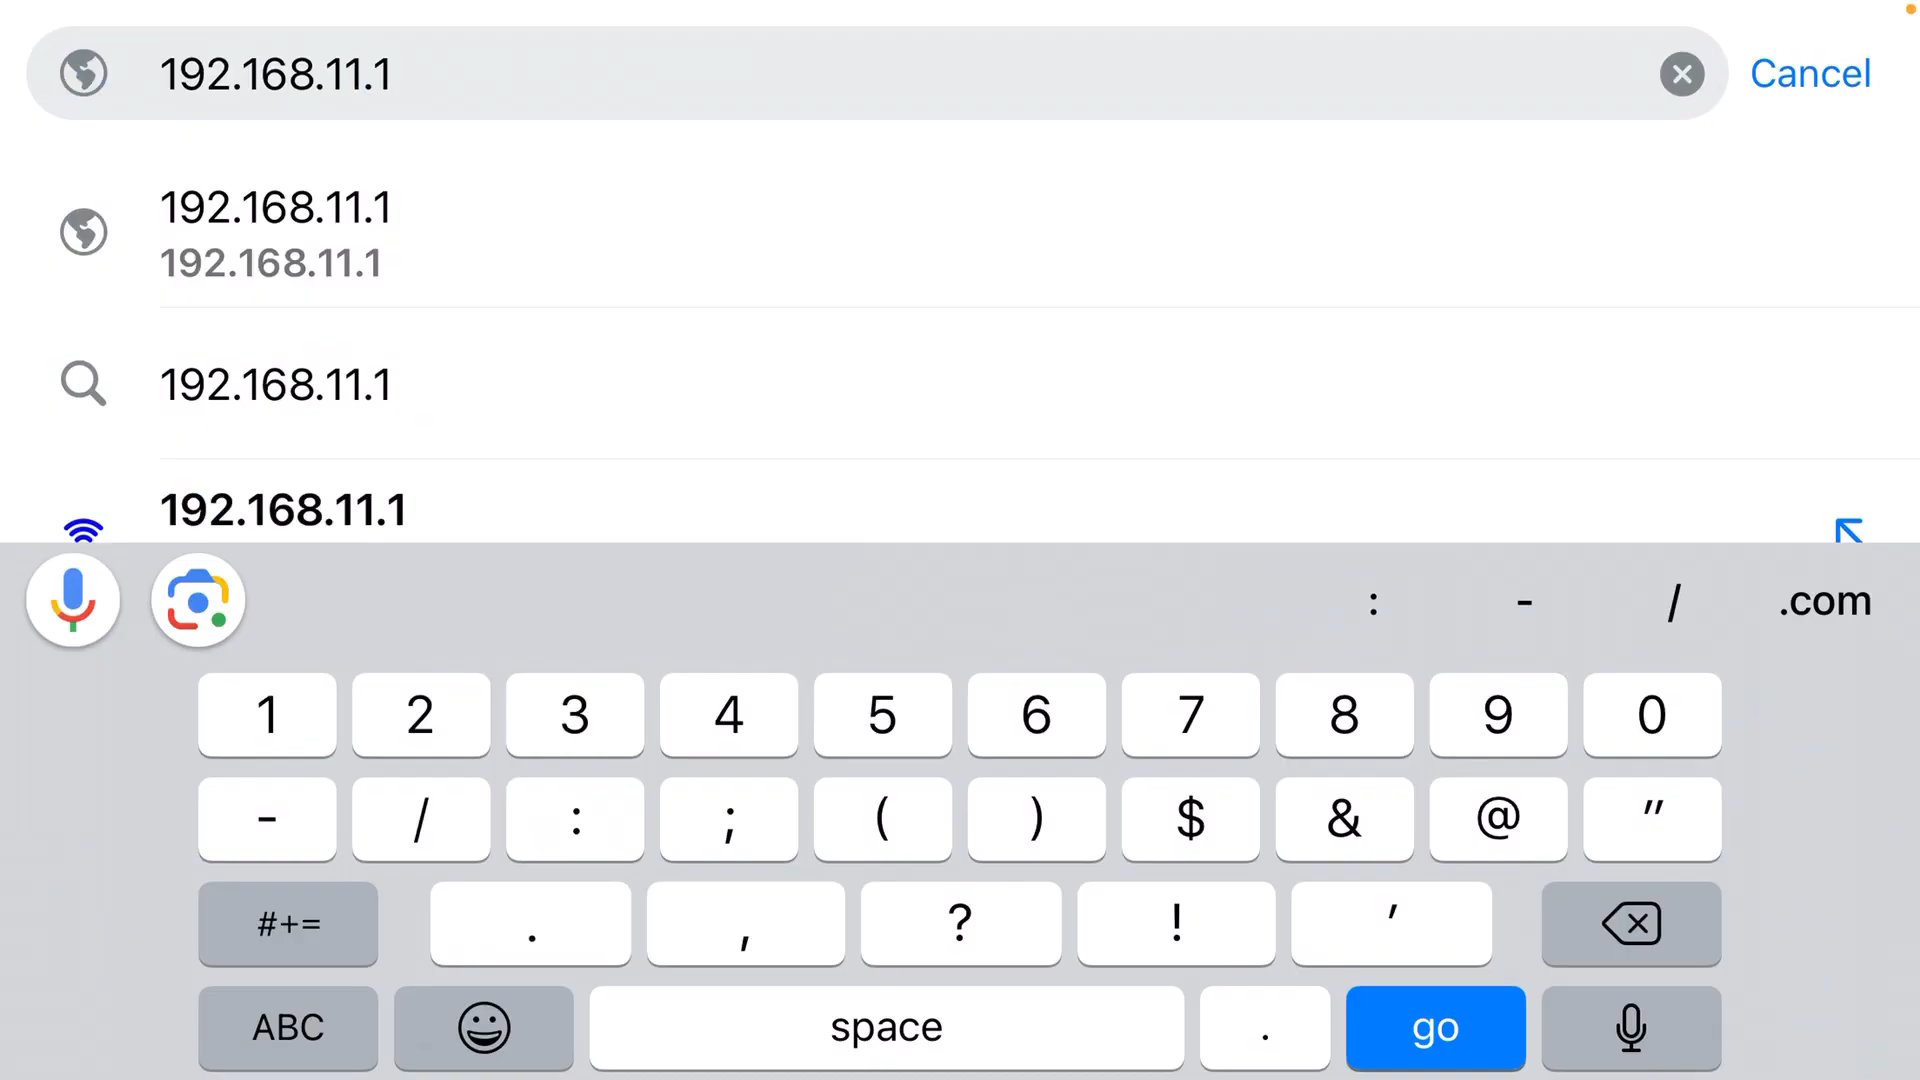 192.168.11.1
Cancel
192.168.11.1
192.168.11.1
192.168.11.1
192.168.11.1
: - / .com
1 2 3 4 5 6 7 8 9 0
- / : ; ( ) $ & @ "
#+= . , ? ! '
ABC space . go